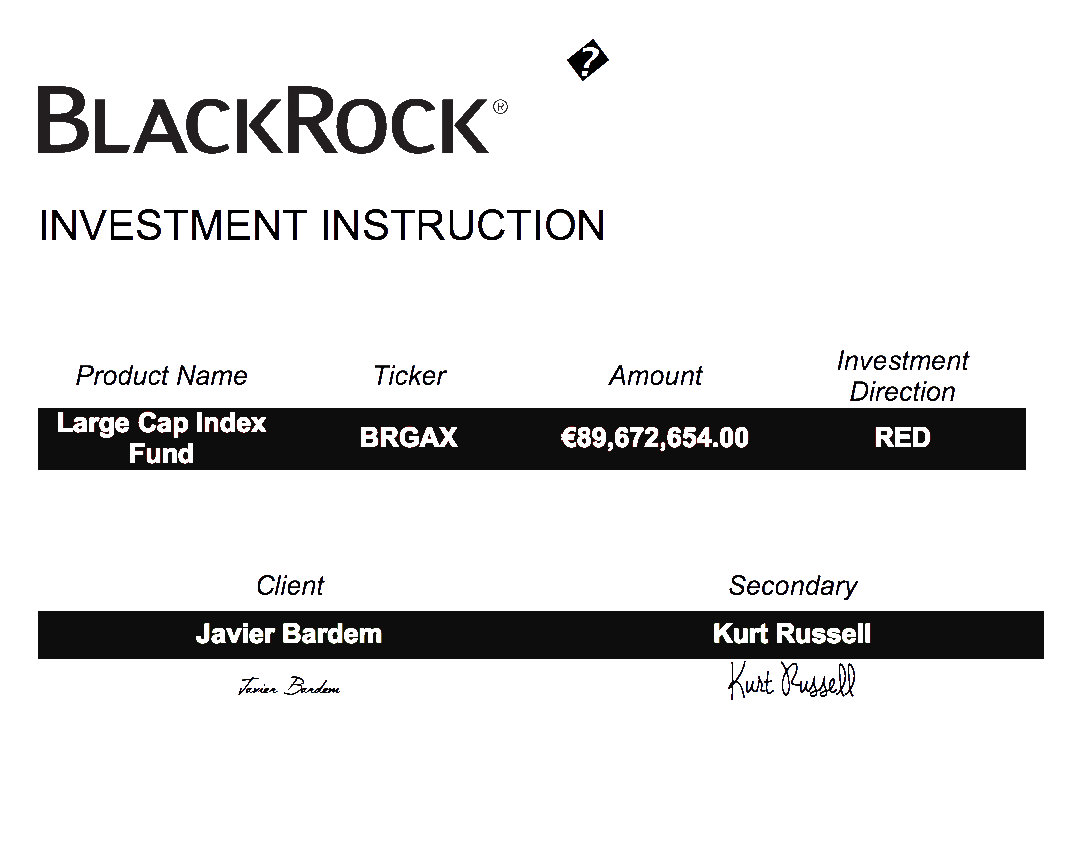 �
BLACKROCK®
INVESTMENT INSTRUCTION
Product Name Ticker Amount Investment Direction
Large Cap Index Fund BRGAX €89,672,654.00 RED
Client Secondary
Javier Bardem Kurt Russell
Javier Bardem Kurt Russell